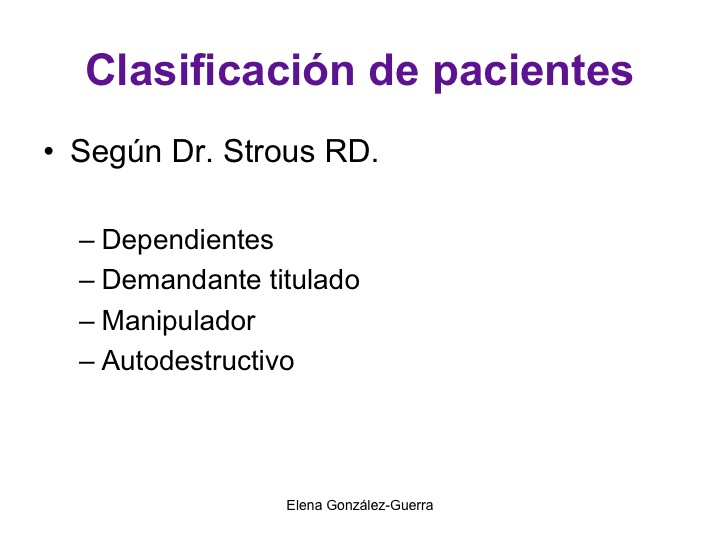 Clasificación de pacientes
• Según Dr. Strous RD.
– Dependientes
– Demandante titulado
– Manipulador
– Autodestructivo
Elena González-Guerra